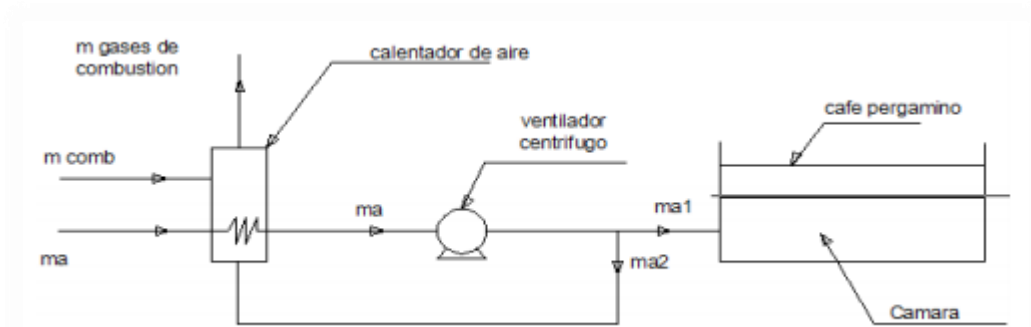 m gases de
combustion
calentador de aire
cafe pergamino
ventilador
centrifugo
m comb
ma
ma1
ma
ma2
Camara